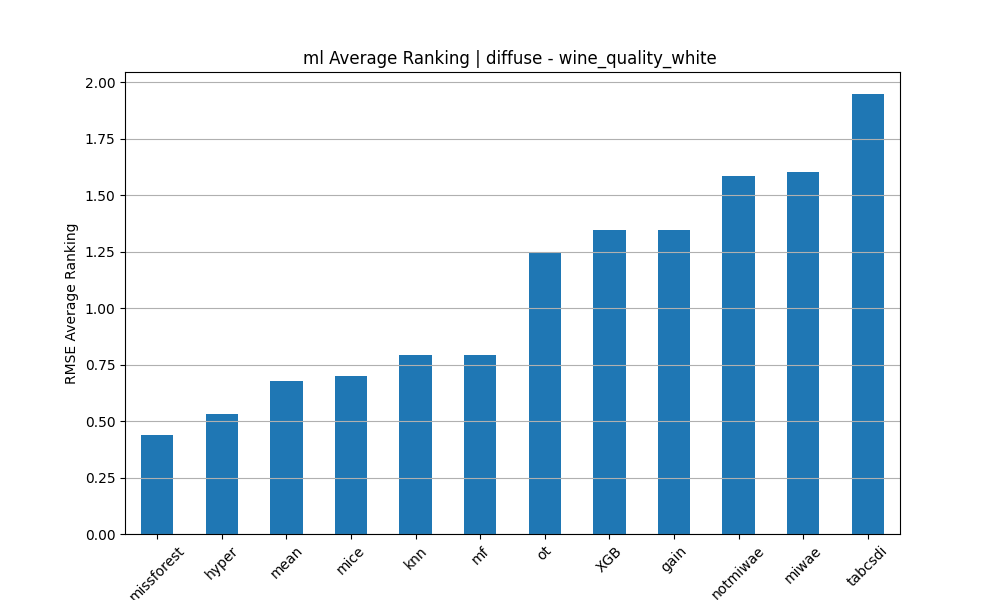 ml Average Ranking | diffuse - wine_quality_white
RMSE Average Ranking
2.00
1.75
1.50
1.25
1.00
0.75
0.50
0.25
0.00
missforest
hyper
mean
mice
knn
mf
ot
XGB
gain
notmiwae
miwae
tabcsdi